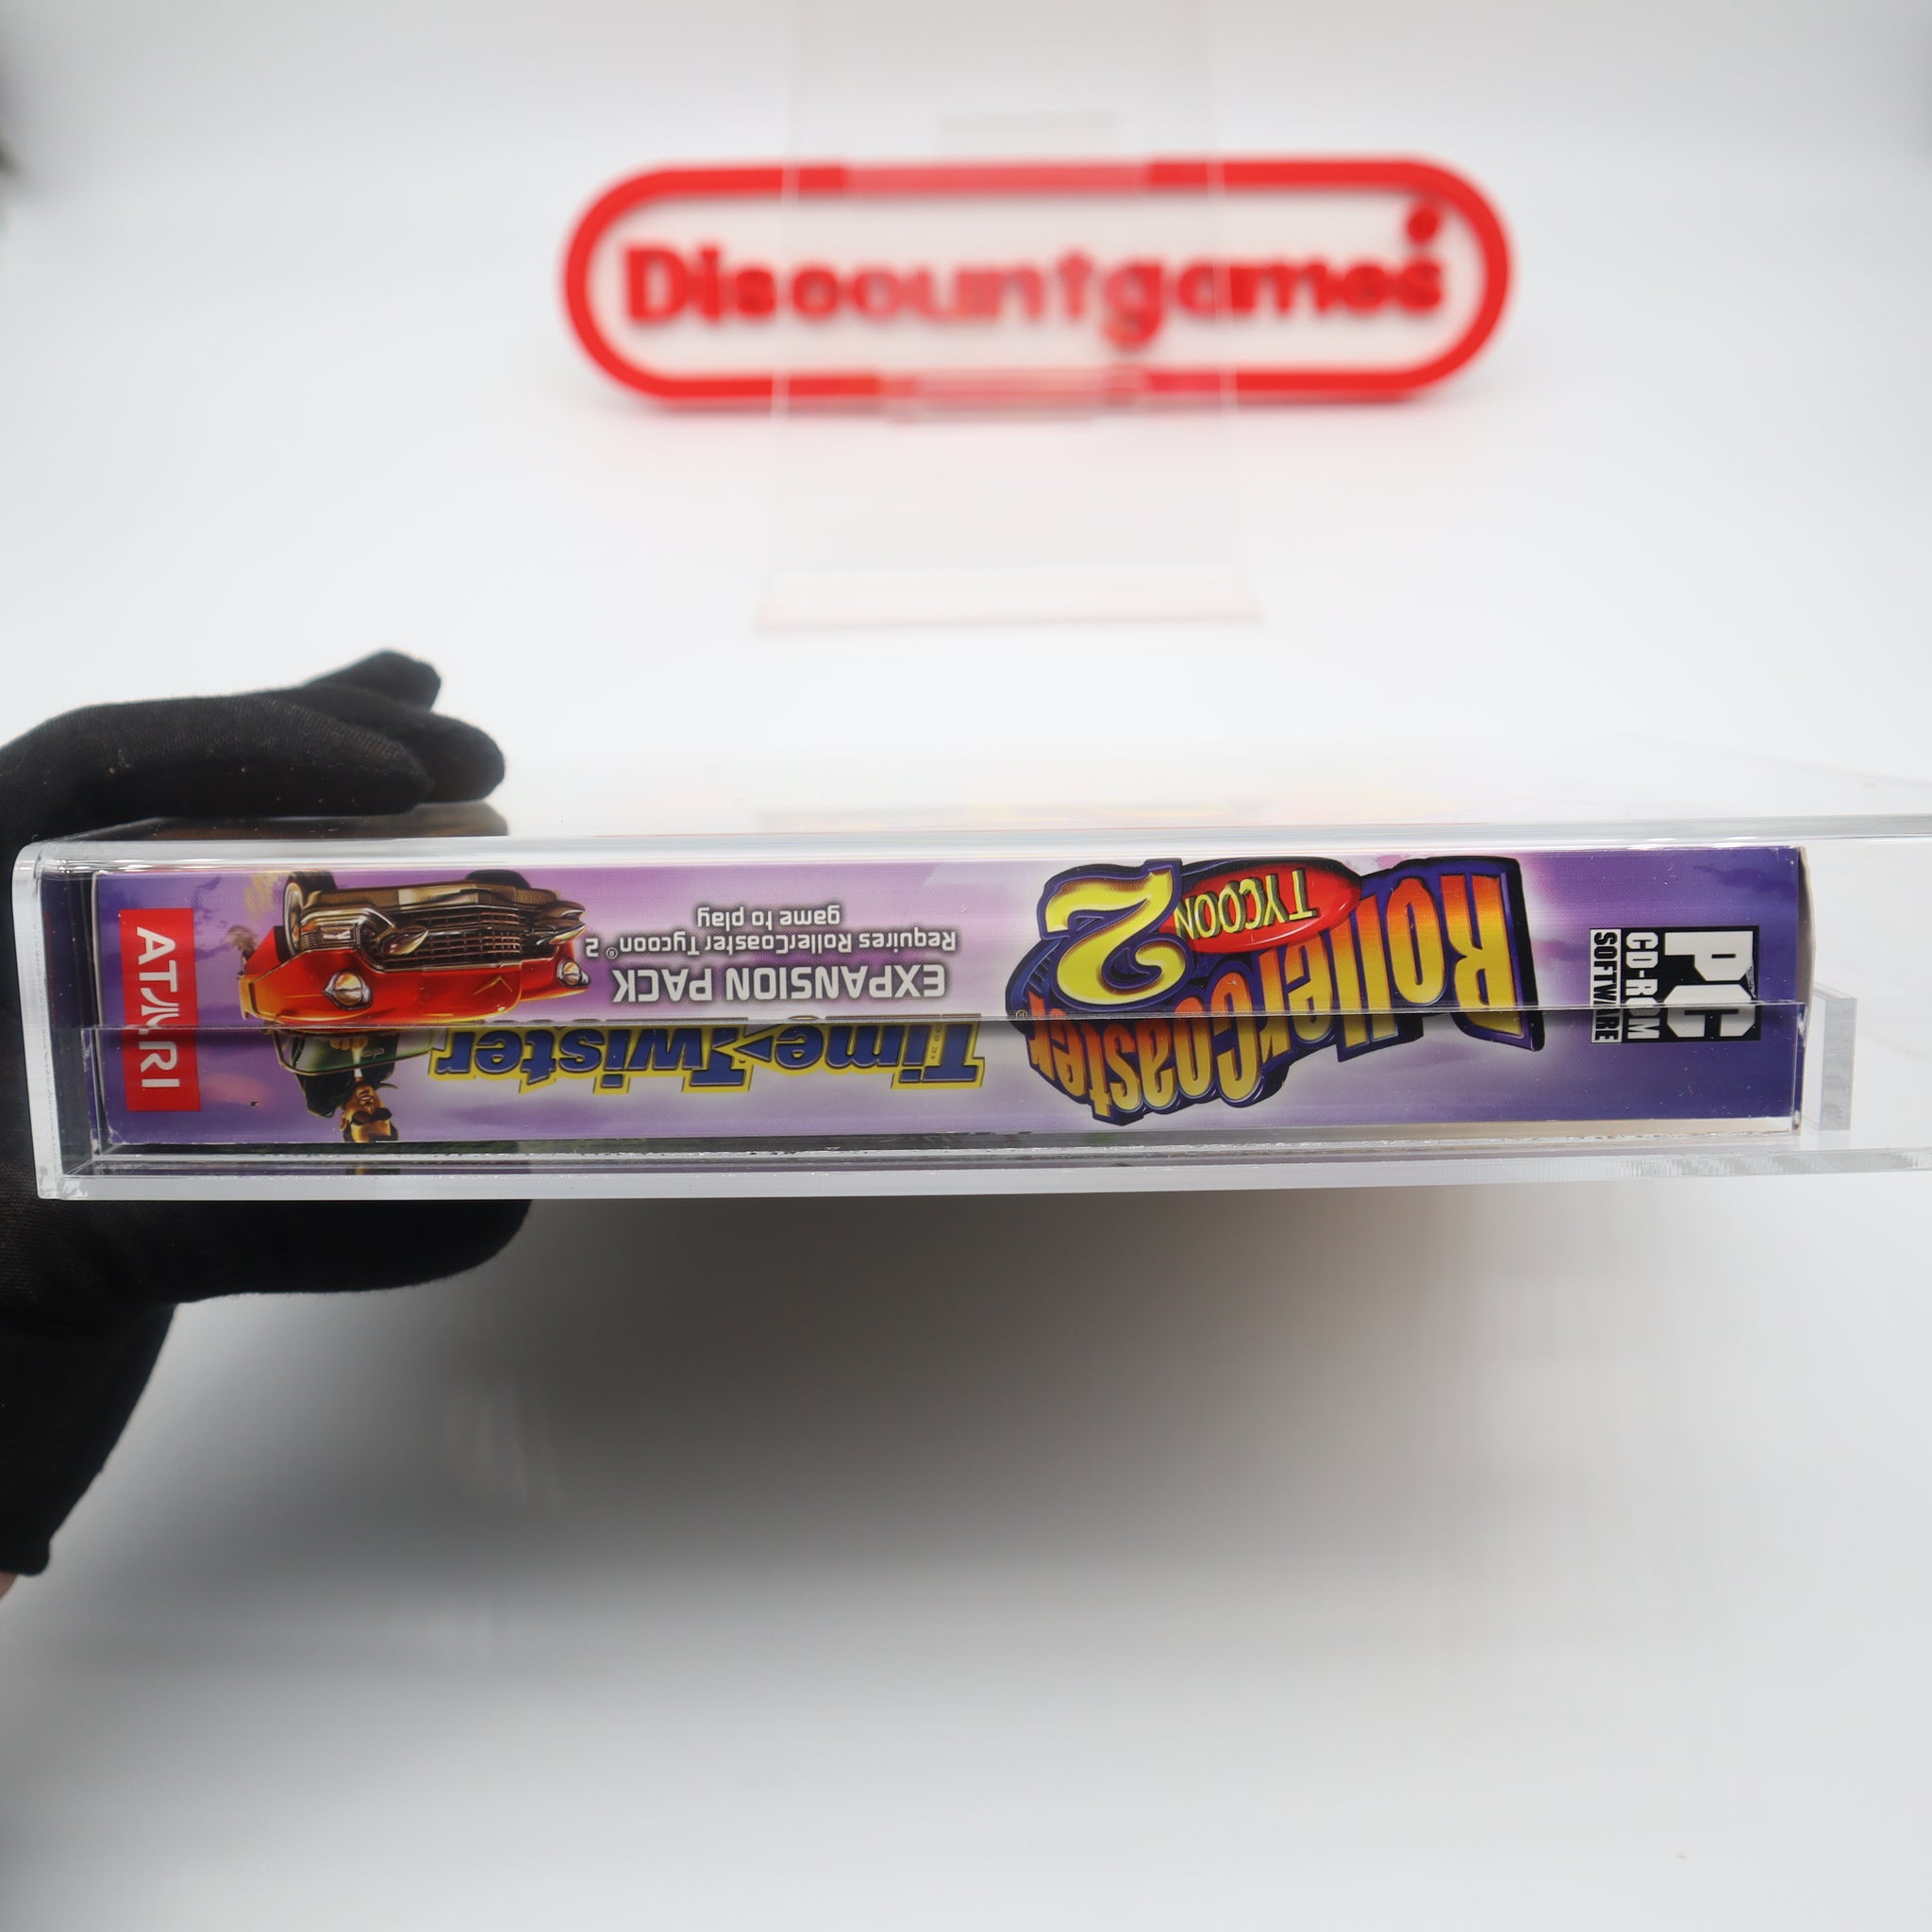 Discountgames
PC
CD-ROM
SOFTWARE
RollerCoaster
TYCOON
2
®
Time Twister
EXPANSION PACK
Requires RollerCoaster Tycoon® 2
game to play
ATARI